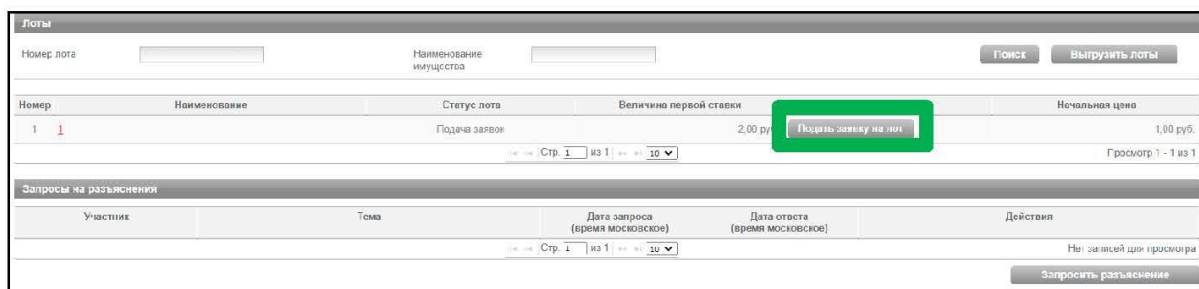 Лоты
Номер лота Наименование имущества Поиск Выгрузить лоты
Номер Наименование Статус лота Величина первой ставки Начальная цена
1 1 Подача заявок 2,00 ру Подать заявку на лот 1,00 руб.
Стр. 1 из 1 10 Просмотр 1 - 1 из 1
Запросы на разъяснения
Участник Тема Дата запроса (время московское) Дата ответа (время московское) Действия
Стр. 1 из 1 10 Нет записей для просмотра
Запросить разъяснение